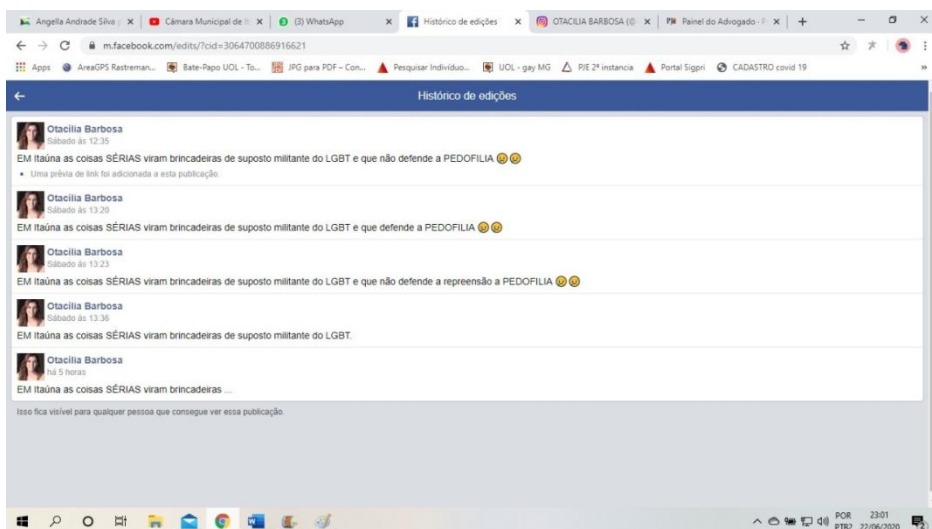 Angella Andrade Silva
Câmara Municipal de
(3) WhatsApp
Histórico de edições
OTACILIA BARBOSA
Painel do Advogado
m.facebook.com/edits/?cid=3064700886916621
Apps
AreaGPS Rastreman...
Bate-Papo UOL - To...
JPG para PDF – Con...
Pesquisar Indivíduo...
UOL - gay MG
PJE 2ª instancia
Portal Sigpri
CADASTRO covid 19
Histórico de edições
Otacília Barbosa
Sábado às 12:35
EM Itaúna as coisas SÉRIAS viram brincadeiras de suposto militante do LGBT e que não defende a PEDOFILIA
Uma prévia de link foi adicionada a esta publicação.
Otacília Barbosa
Sábado às 13:20
EM Itaúna as coisas SÉRIAS viram brincadeiras de suposto militante do LGBT e que defende a PEDOFILIA
Otacília Barbosa
Sábado às 13:23
EM Itaúna as coisas SÉRIAS viram brincadeiras de suposto militante do LGBT e que não defende a repreensão a PEDOFILIA
Otacília Barbosa
Sábado às 13:36
EM Itaúna as coisas SÉRIAS viram brincadeiras de suposto militante do LGBT.
Otacília Barbosa
há 5 horas
EM Itaúna as coisas SÉRIAS viram brincadeiras ...
Isso fica visível para qualquer pessoa que consegue ver essa publicação.
POR
PTB2
23:01
22/06/2020